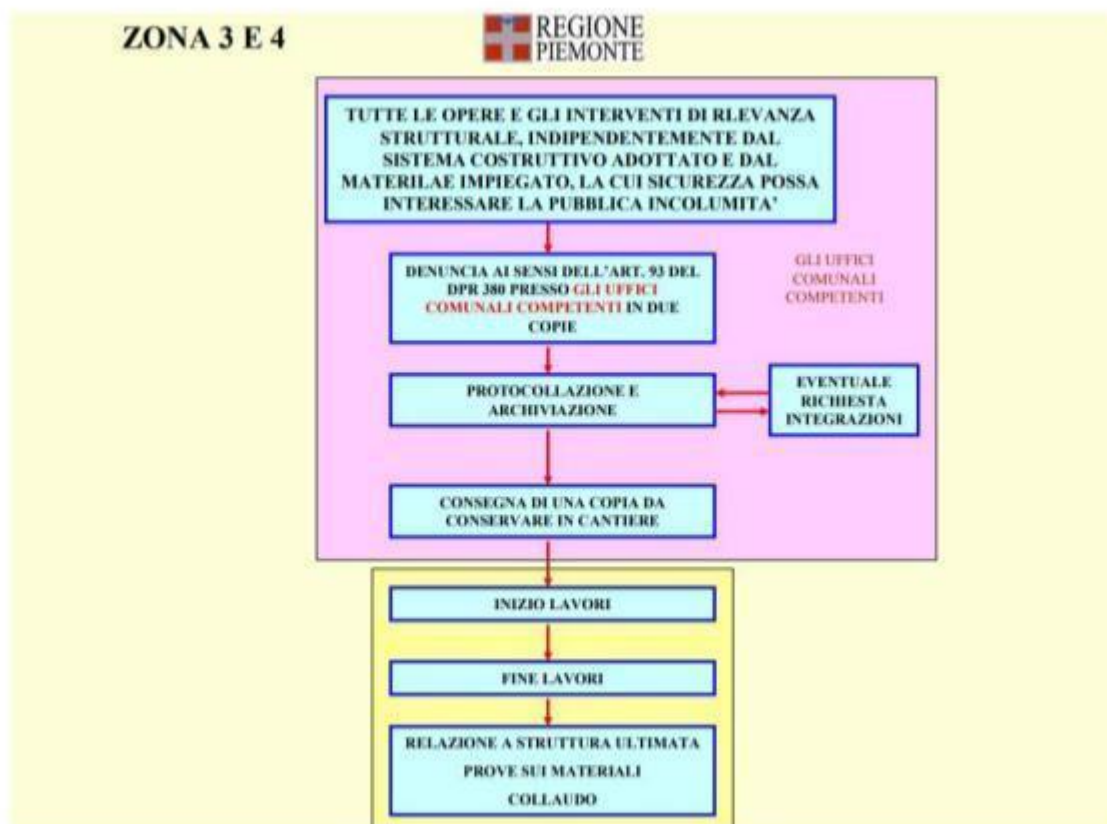 ZONA 3 E 4
REGIONE
PIEMONTE
TUTTE LE OPERE E GLI INTERVENTI DI RLEVANZA
STRUTTURALE, INDIPENDENTEMENTE DAL
SISTEMA COSTRUTTIVO ADOTTATO E DAL
MATERILAE IMPIEGATO, LA CUI SICUREZZA POSSA
INTERESSARE LA PUBBLICA INCOLUMITA'
DENUNCIA AI SENSI DELL'ART. 93 DEL
DPR 380 PRESSO GLI UFFICI
COMUNALI COMPETENTI IN DUE
COPIE
GLI UFFICI
COMUNALI
COMPETENTI
PROTOCOLLAZIONE E
ARCHIVIAZIONE
EVENTUALE
RICHIESTA
INTEGRAZIONI
CONSEGNA DI UNA COPIA DA
CONSERVARE IN CANTIERE
INIZIO LAVORI
FINE LAVORI
RELAZIONE A STRUTTURA ULTIMATA
PROVE SUI MATERIALI
COLLAUDO